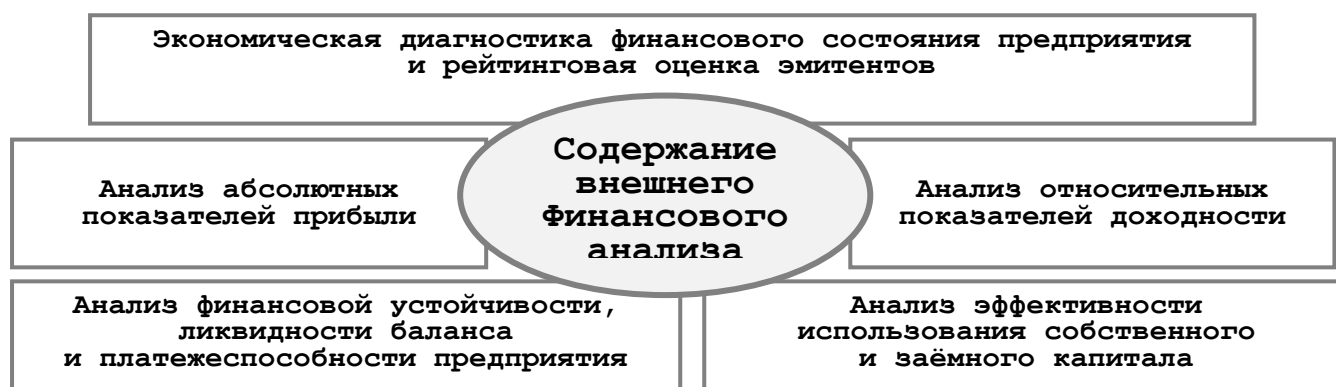 Экономическая диагностика финансового состояния предприятия
и рейтинговая оценка эмитентов
Содержание
внешнего
Финансового
анализа
Анализ абсолютных
показателей прибыли
Анализ относительных
показателей доходности
Анализ финансовой устойчивости,
ликвидности баланса
и платежеспособности предприятия
Анализ эффективности
использования собственного
и заёмного капитала